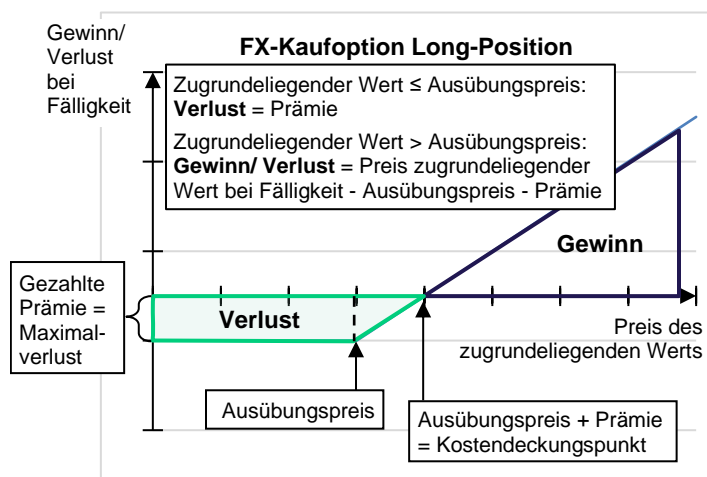 Gewinn/
Verlust
bei
Fälligkeit
FX-Kaufoption Long-Position
Zugrundeliegender Wert ≤ Ausübungspreis:
Verlust = Prämie
Zugrundeliegender Wert > Ausübungspreis:
Gewinn/ Verlust = Preis zugrundeliegender
Wert bei Fälligkeit - Ausübungspreis - Prämie
Gewinn
Gezahlte
Prämie =
Maximal-
verlust
Verlust
Preis des
zugrundeliegenden Werts
Ausübungspreis
Ausübungspreis + Prämie
= Kostendeckungspunkt